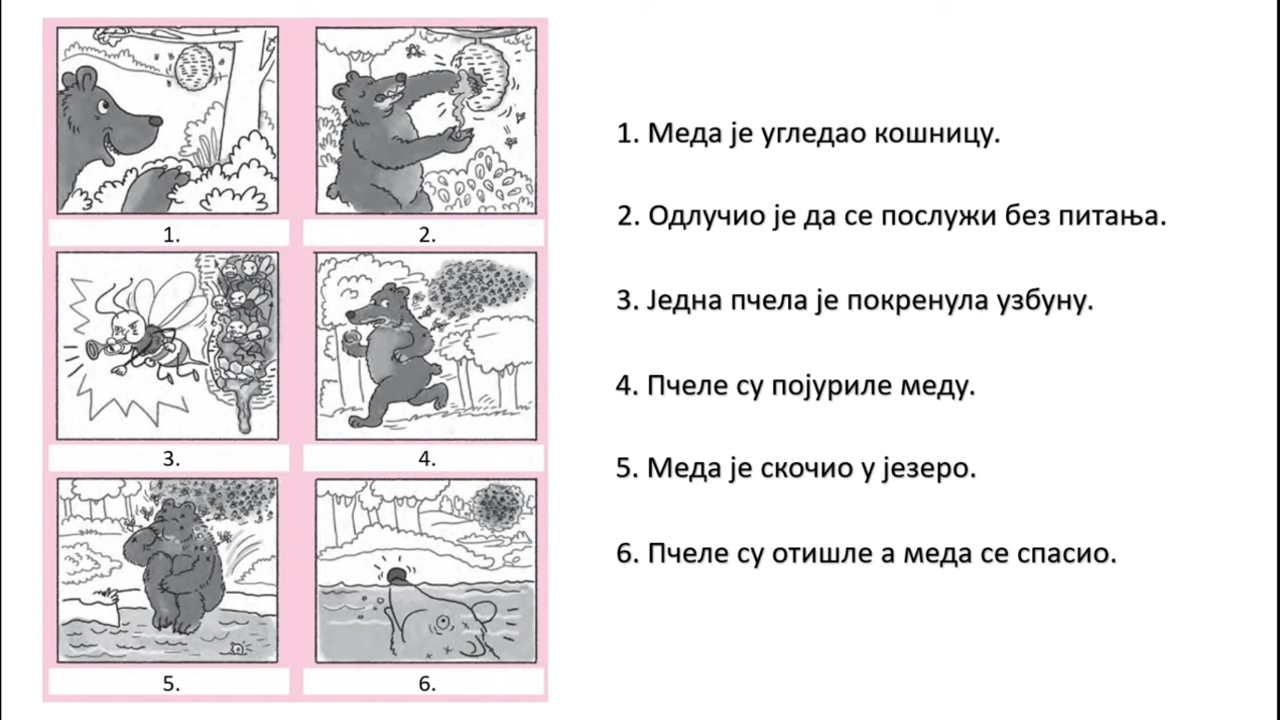 1.
2.
3.
4.
5.
6.
1. Меда је угледао кошницу.
2. Одлучио је да се послужи без питања.
3. Једна пчела је покренула узбуну.
4. Пчеле су појуриле меду.
5. Меда је скочио у језеро.
6. Пчеле су отишле а меда се спасио.